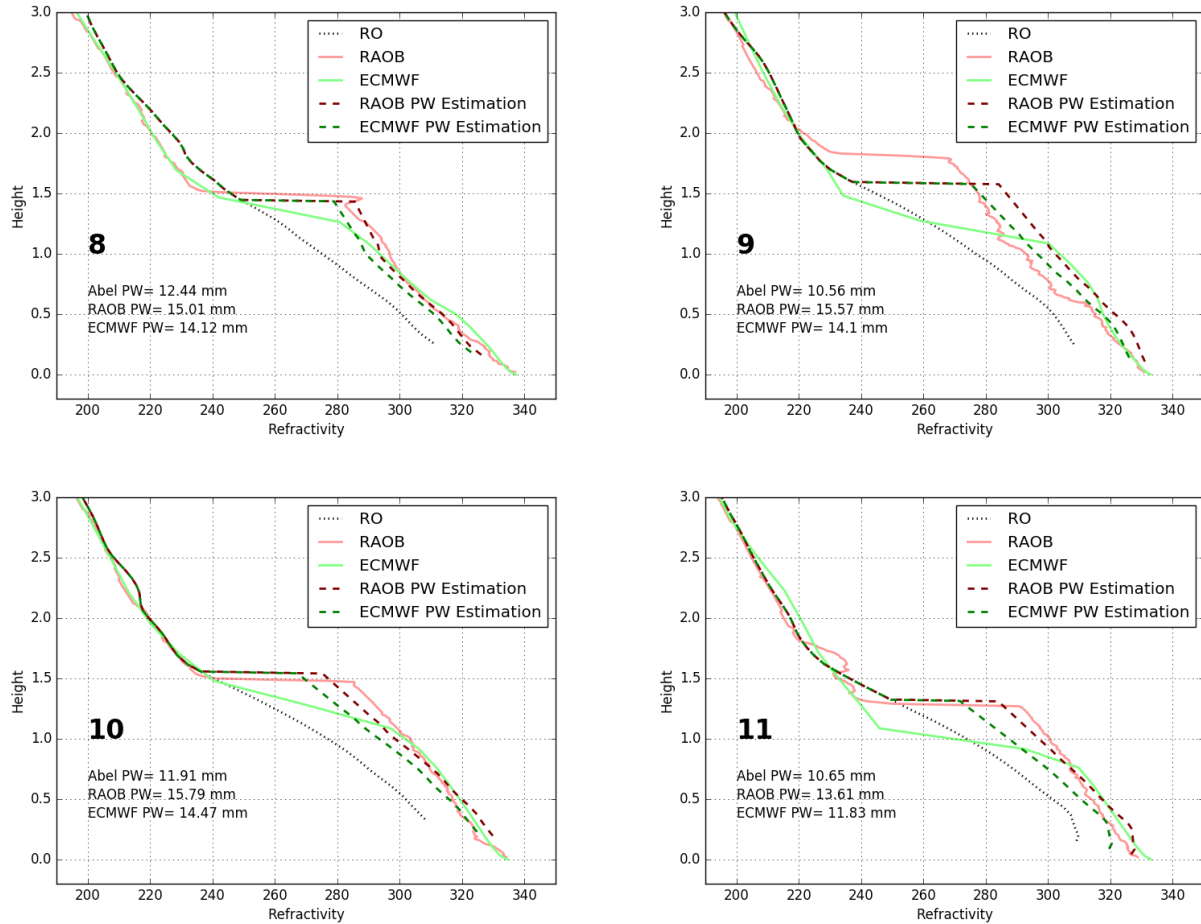 3.0
2.5
2.0
1.5
1.0
0.5
0.0
Height
RO
RAOB
ECMWF
RAOB PW Estimation
ECMWF PW Estimation
8
Abel PW= 12.44 mm
RAOB PW= 15.01 mm
ECMWF PW= 14.12 mm
200 220 240 260 280 300 320 340
Refractivity
3.0
2.5
2.0
1.5
1.0
0.5
0.0
Height
RO
RAOB
ECMWF
RAOB PW Estimation
ECMWF PW Estimation
9
Abel PW= 10.56 mm
RAOB PW= 15.57 mm
ECMWF PW= 14.1 mm
200 220 240 260 280 300 320 340
Refractivity
3.0
2.5
2.0
1.5
1.0
0.5
0.0
Height
RO
RAOB
ECMWF
RAOB PW Estimation
ECMWF PW Estimation
10
Abel PW= 11.91 mm
RAOB PW= 15.79 mm
ECMWF PW= 14.47 mm
200 220 240 260 280 300 320 340
Refractivity
3.0
2.5
2.0
1.5
1.0
0.5
0.0
Height
RO
RAOB
ECMWF
RAOB PW Estimation
ECMWF PW Estimation
11
Abel PW= 10.65 mm
RAOB PW= 13.61 mm
ECMWF PW= 11.83 mm
200 220 240 260 280 300 320 340
Refractivity